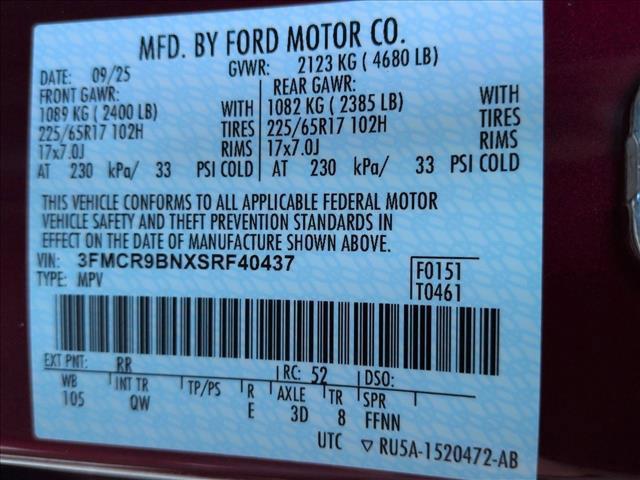 MFD. BY FORD MOTOR CO.
DATE: 09/25 GVWR: 2123 KG ( 4680 LB)
FRONT GAWR: REAR GAWR:
1089 KG ( 2400 LB) WITH 1082 KG ( 2385 LB) WITH
225/65R17 102H TIRES 225/65R17 102H TIRES
17x7.0J RIMS 17x7.0J RIMS
AT 230 kPa/ 33 PSI COLD AT 230 kPa/ 33 PSI COLD
THIS VEHICLE CONFORMS TO ALL APPLICABLE FEDERAL MOTOR
VEHICLE SAFETY AND THEFT PREVENTION STANDARDS IN
EFFECT ON THE DATE OF MANUFACTURE SHOWN ABOVE.
VIN: 3FMCR9BNXSRF40437 F0151
TYPE: MPV T0461
EXT PNT: RR RC: 52 DSO:
WB INT TR TP/PS R AXLE TR SPR
105 QW E 3D 8 FFNN
UTC ▽ RU5A-1520472-AB